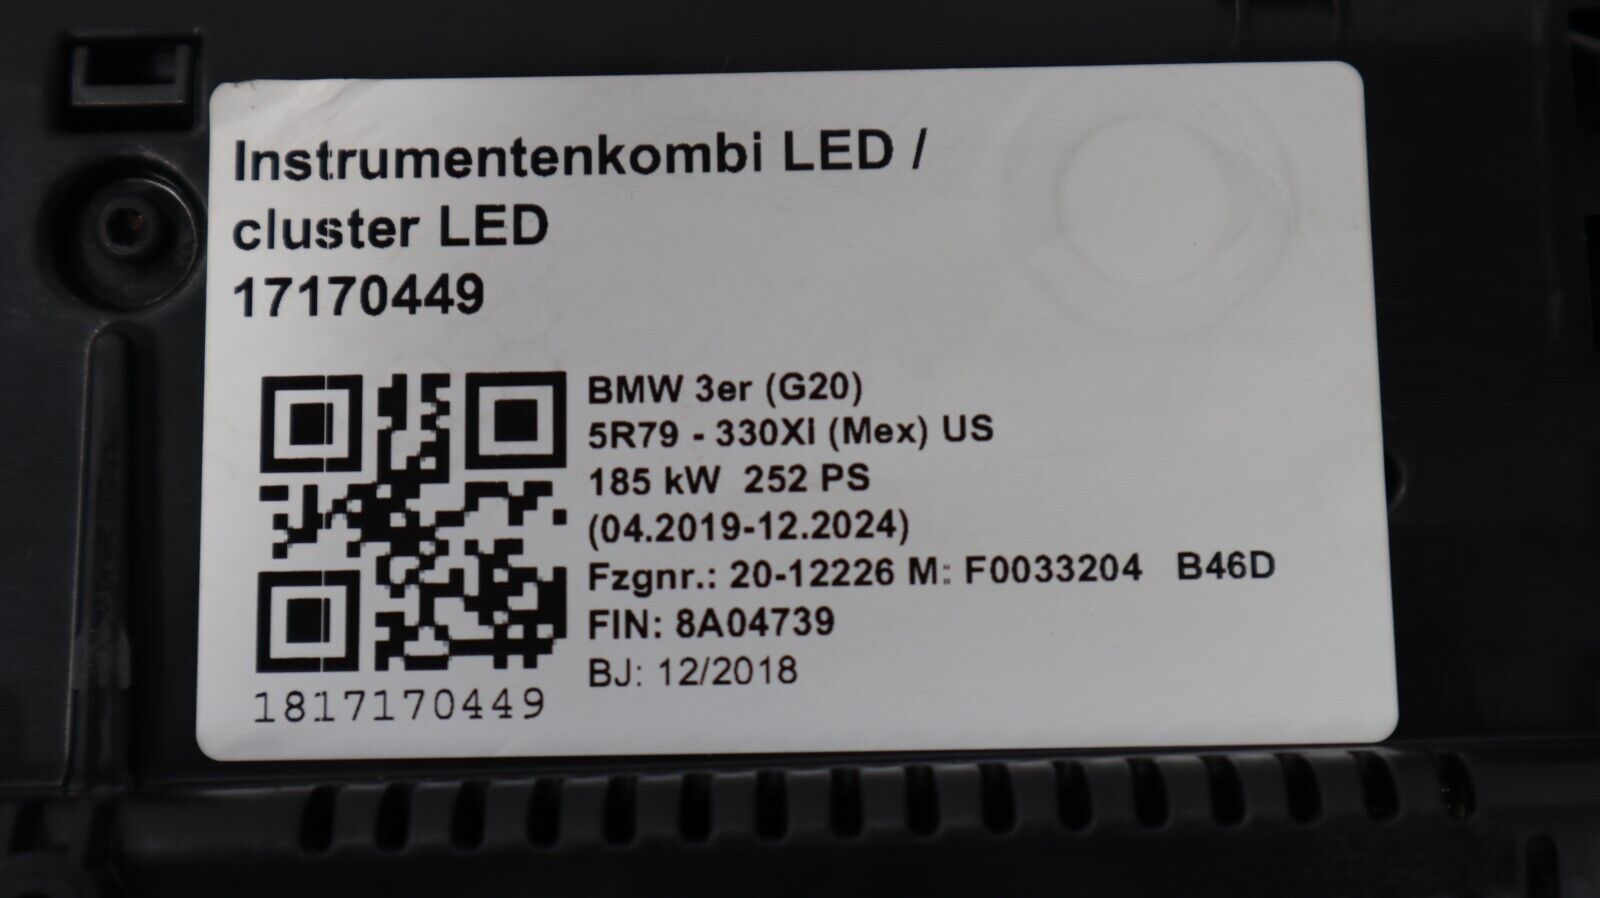 Instrumentenkombi LED /
cluster LED
17170449
BMW 3er (G20)
5R79 - 330XI (Mex) US
185 kW 252 PS
(04.2019-12.2024)
Fzgnr.: 20-12226 M: F0033204 B46D
FIN: 8A04739
BJ: 12/2018
1817170449